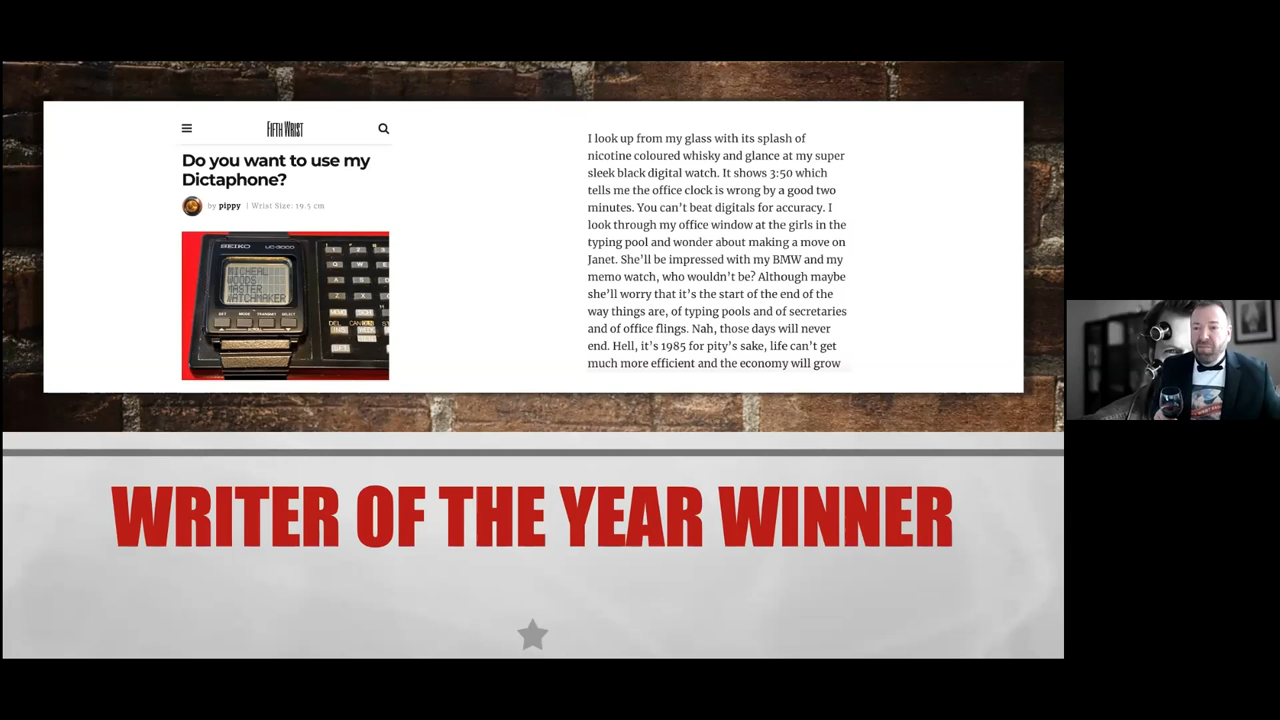 FIFTH WRIST
Do you want to use my
Dictaphone?
by pippy | Wrist Size: 19.5 cm
SEIKO UC-3000
MICHEAL
WOODS
MASTER
WATCHMAKER
SET MODE TRANSMIT SELECT
I look up from my glass with its splash of
nicotine coloured whisky and glance at my super
sleek black digital watch. It shows 3:50 which
tells me the office clock is wrong by a good two
minutes. You can't beat digitals for accuracy. I
look through my office window at the girls in the
typing pool and wonder about making a move on
Janet. She'll be impressed with my BMW and my
memo watch, who wouldn't be? Although maybe
she'll worry that it's the start of the end of the
way things are, of typing pools and of secretaries
and of office flings. Nah, those days will never
end. Hell, it's 1985 for pity's sake, life can't get
much more efficient and the economy will grow
WRITER OF THE YEAR WINNER